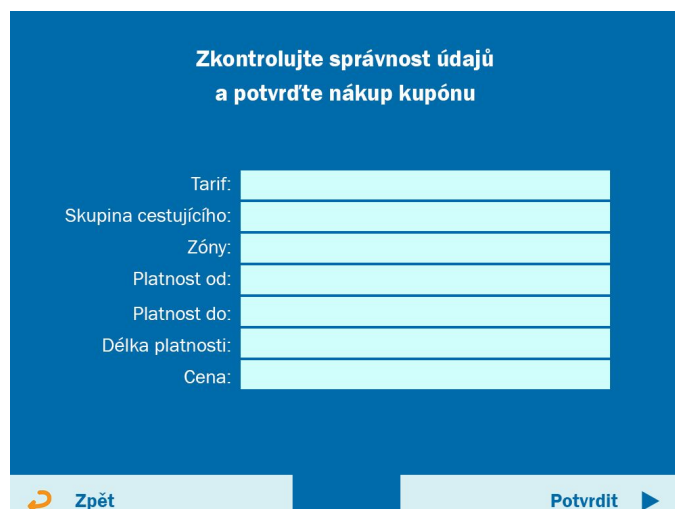 Zkontrolujte správnost údajů
a potvrďte nákup kupónu
Tarif:
Skupina cestujícího:
Zóny:
Platnost od:
Platnost do:
Délka platnosti:
Cena:
Zpět
Potvrdit